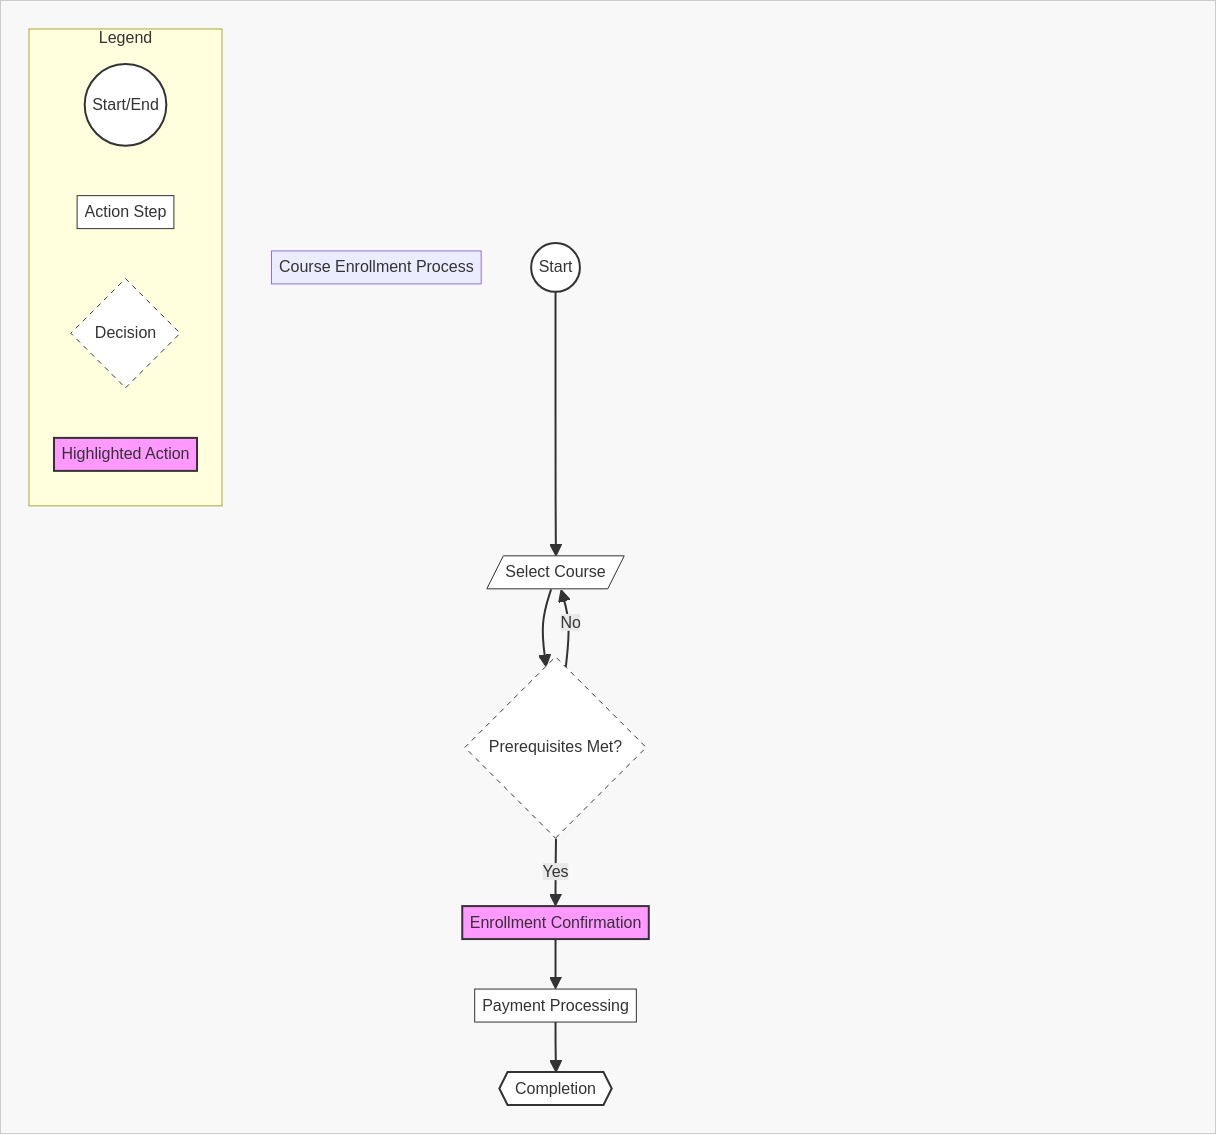 Legend
Start/End
Action Step
Decision
Highlighted Action
Course Enrollment Process
Start
Select Course
No
Prerequisites Met?
Yes
Enrollment Confirmation
Payment Processing
Completion